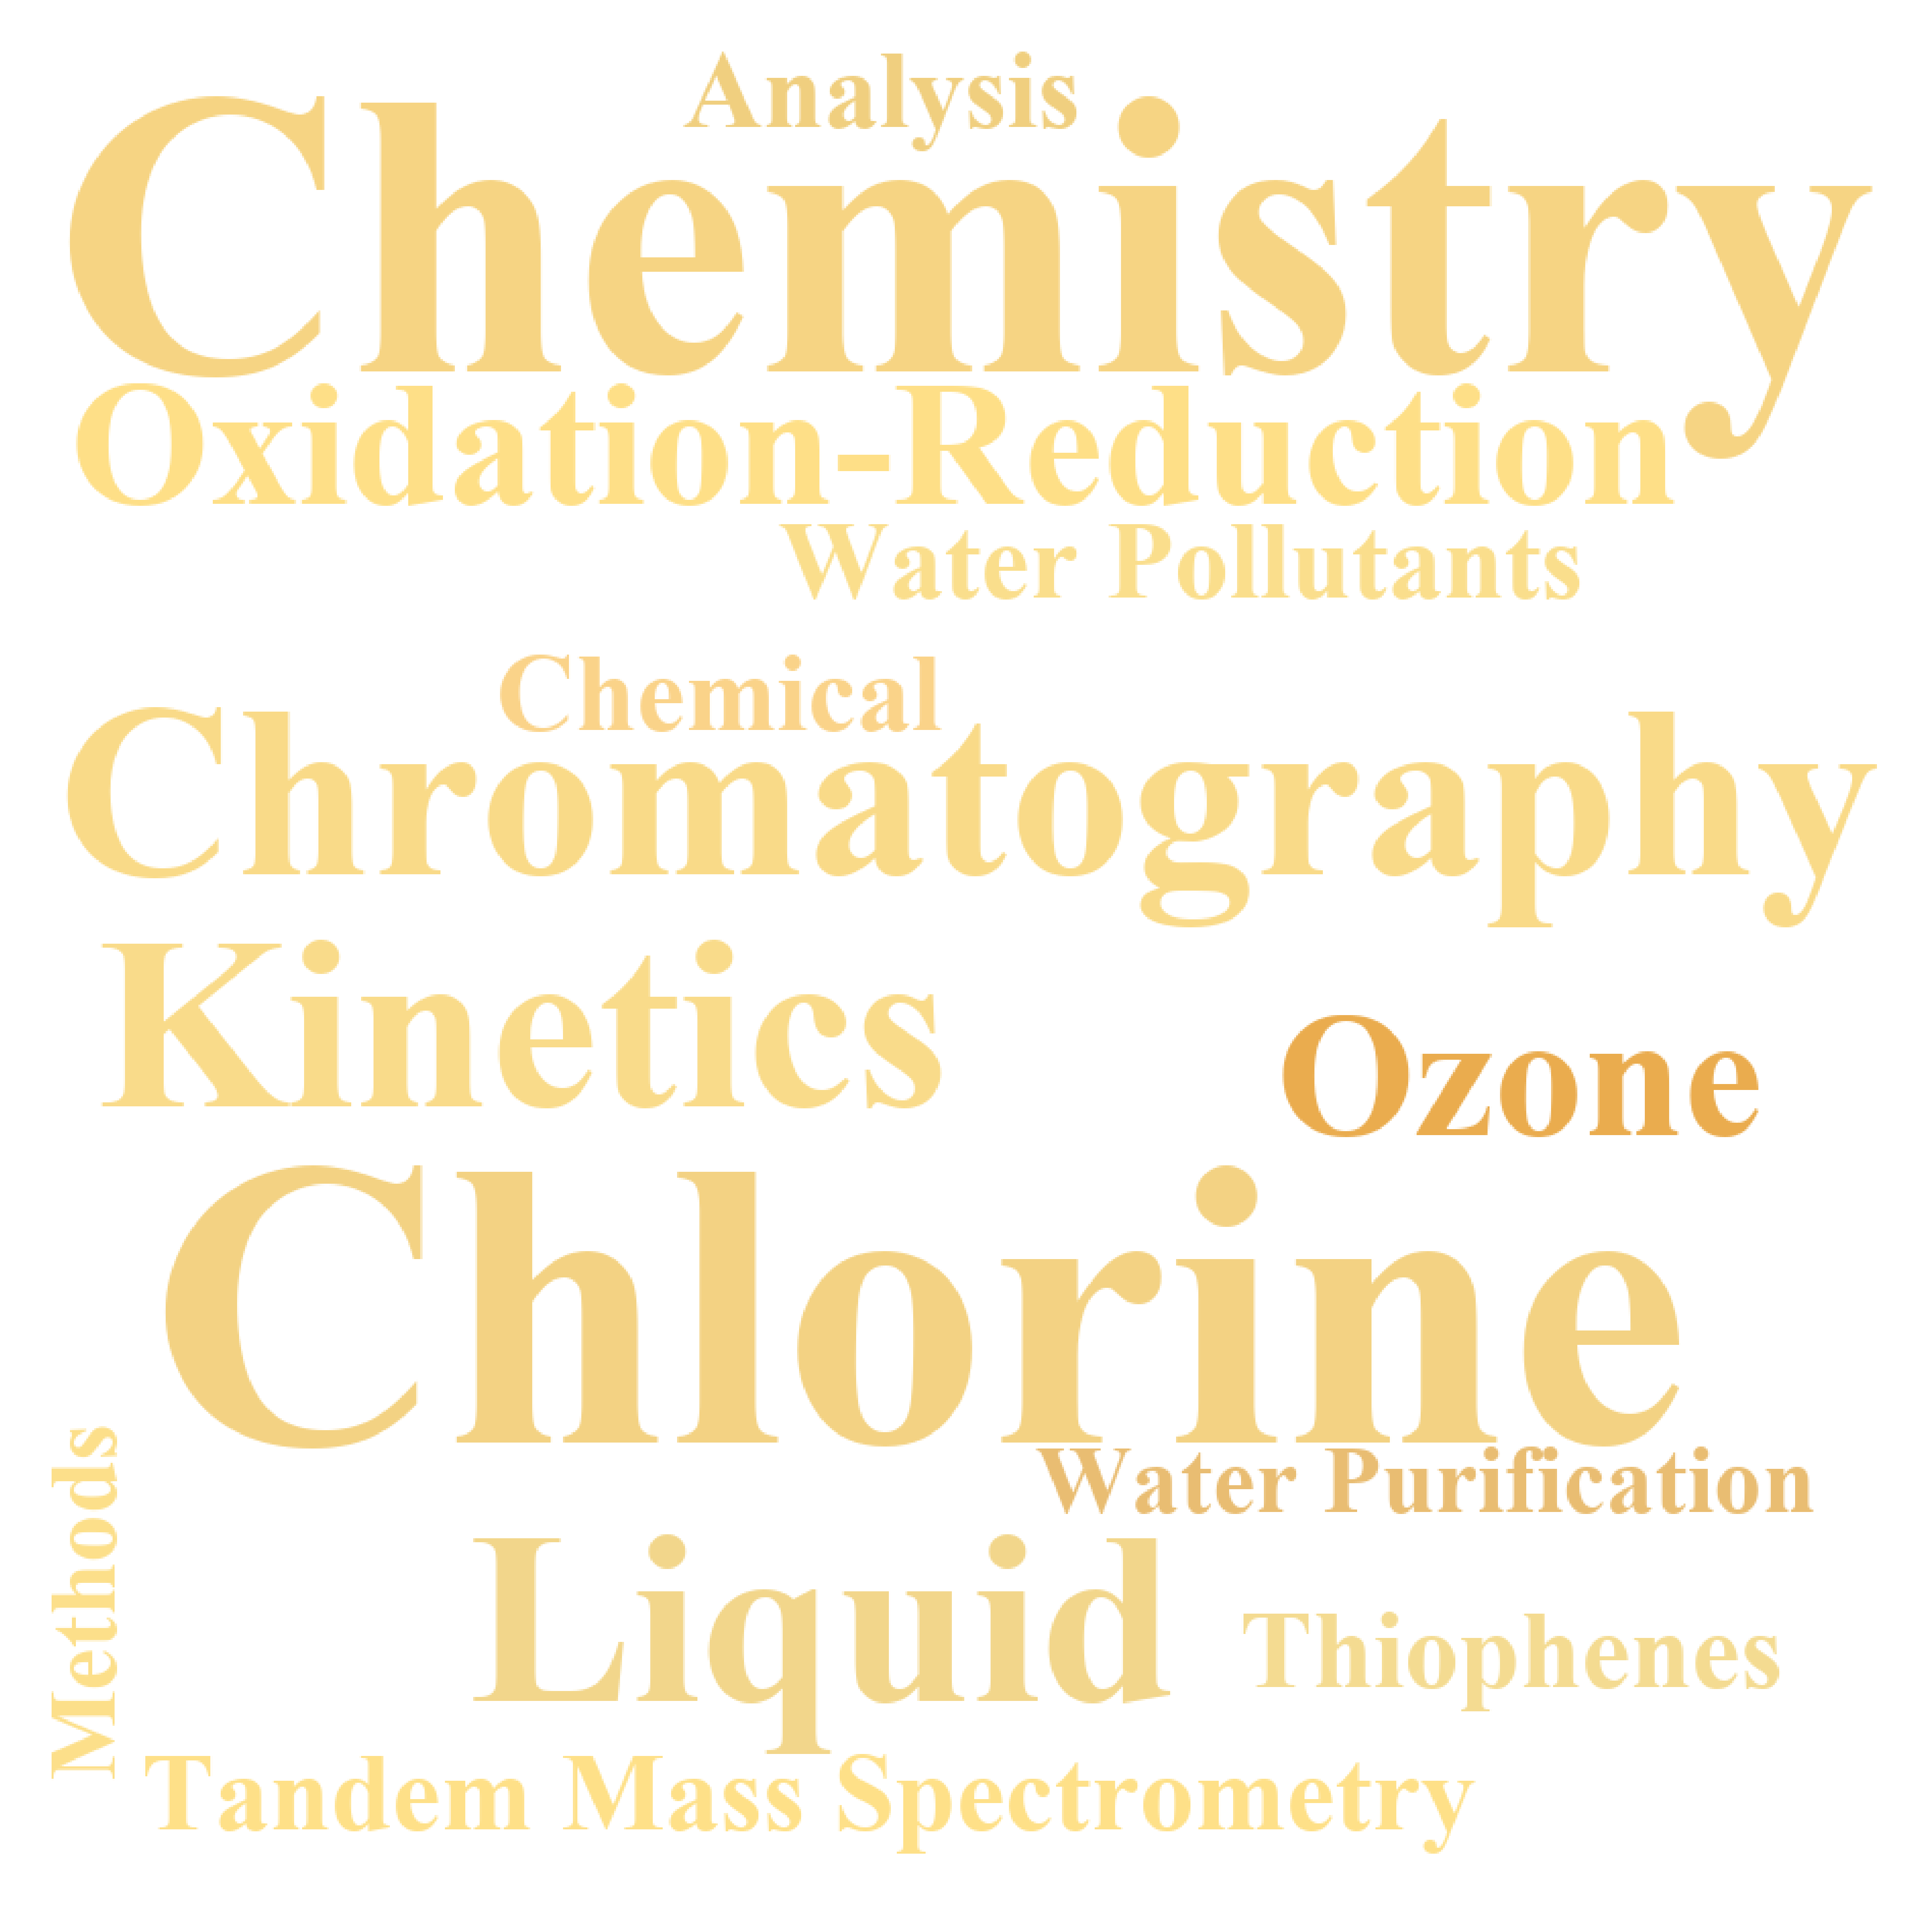 Analysis
Chemistry
Oxidation-Reduction
Water Pollutants
Chemical
Chromatography
Kinetics
Ozone
Chlorine
Water Purification
Methods
Liquid
Thiophenes
Tandem Mass Spectrometry